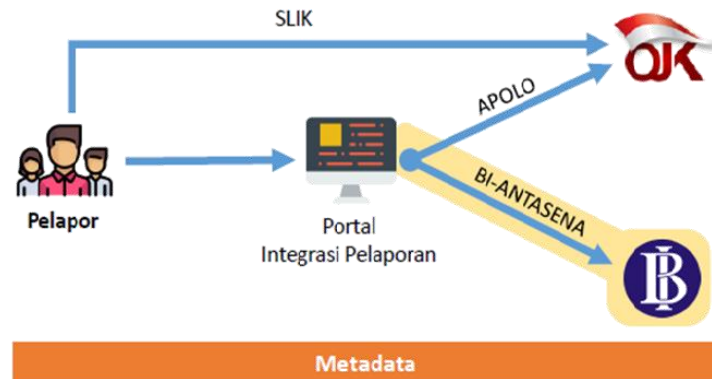 SLIK
OJK
APOLO
BI-ANTASENA
Pelapor
Portal
Integrasi Pelaporan
Metadata